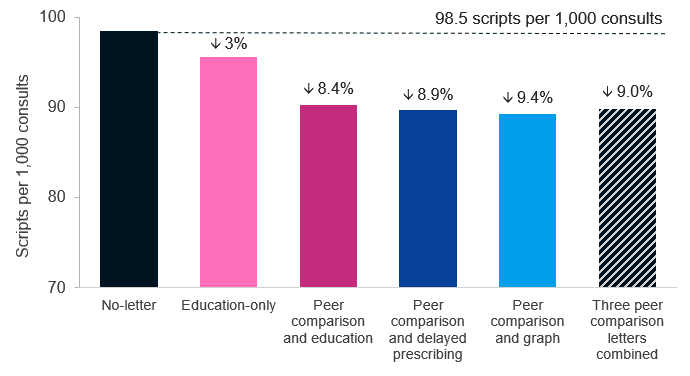 100
98.5 scripts per 1,000 consults
↓ 3%
↓ 8.4%
↓ 8.9%
↓ 9.4%
↓ 9.0%
90
80
70
Scripts per 1,000 consults
No-letter
Education-only
Peer
comparison
and education
Peer
comparison
and delayed
prescribing
Peer
comparison
and graph
Three peer
comparison
letters
combined